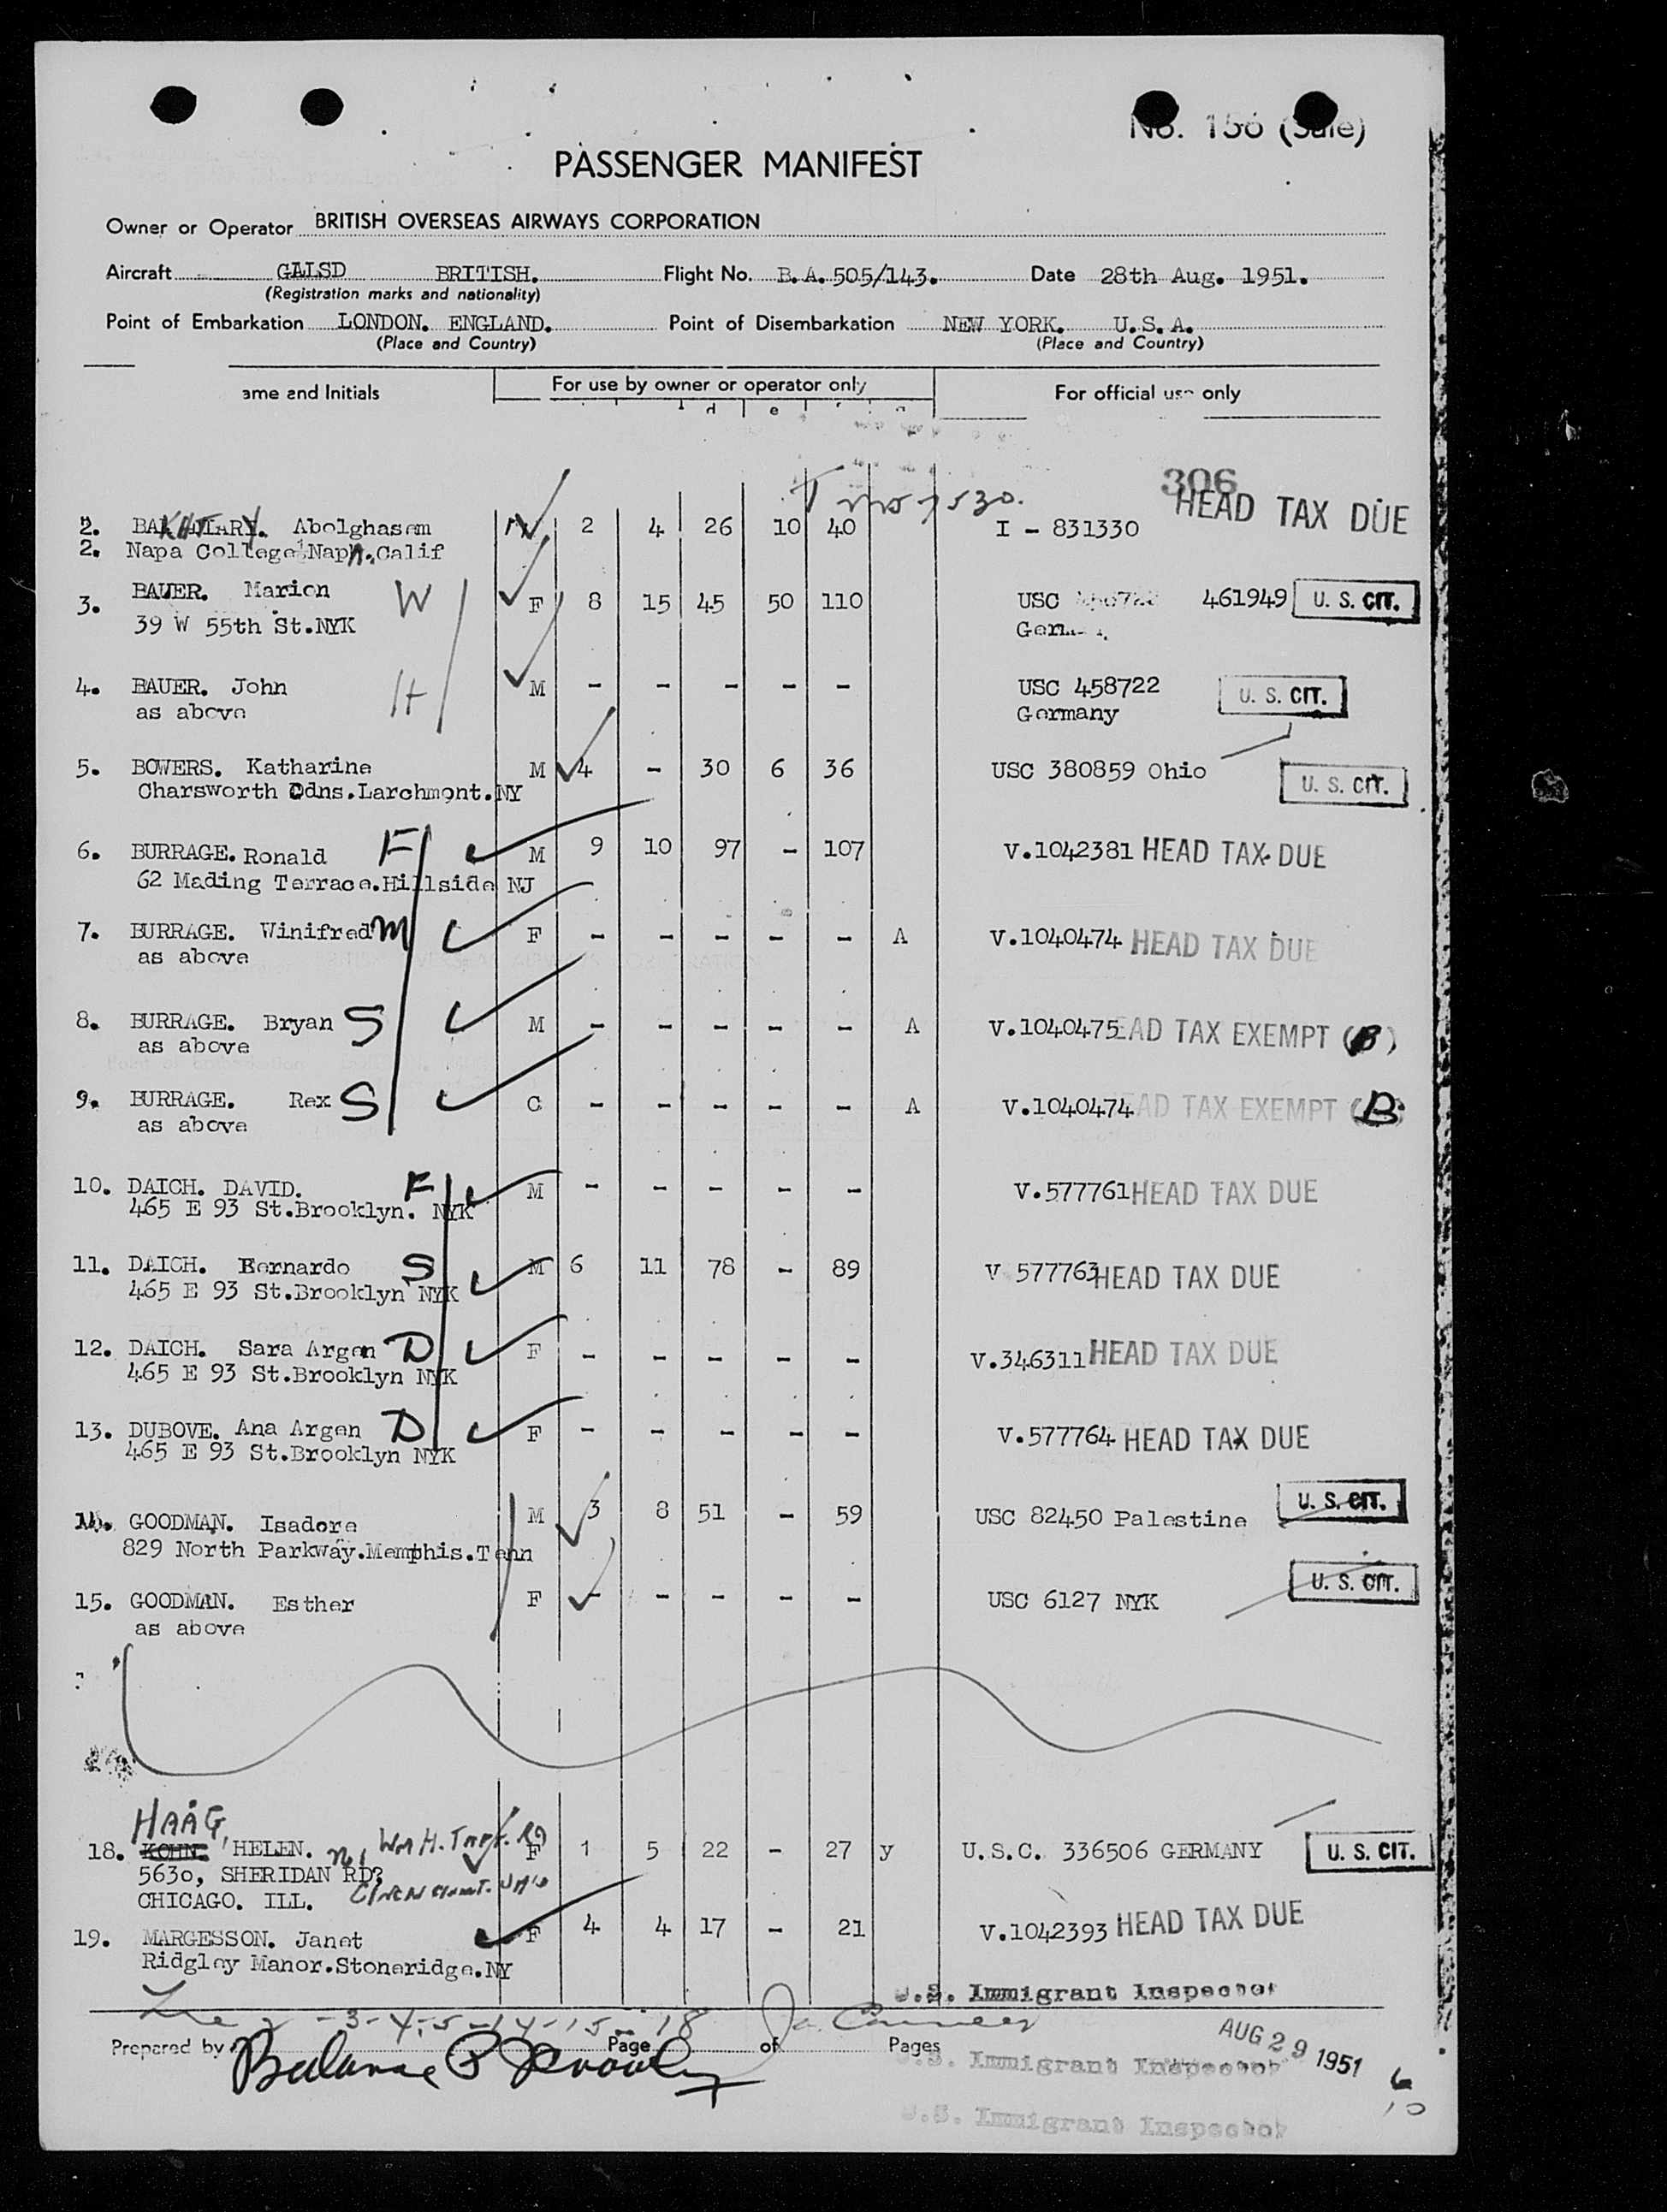 No. 156 (Sale)
PASSENGER MANIFEST
Owner or Operator BRITISH OVERSEAS AIRWAYS CORPORATION
Aircraft GALSD BRITISH. Flight No. B.A. 505/143. Date 28th Aug. 1951.
(Registration marks and nationality)
Point of Embarkation LONDON. ENGLAND. Point of Disembarkation NEW YORK. U.S.A.
(Place and Country) (Place and Country)
ame and Initials For use by owner or operator only For official use only
d e
306
HEAD TAX DUE
2. Abolghasem 2 4 26 10 40 I - 831330
2. Napa College Napa.Calif
3. BAUER. Marion W F 8 15 45 50 110 USC 461949 U. S. CIT.
39 W 55th St.NYK
4. BAUER. John H M - - - - - USC 458722 U. S. CIT.
as above Germany
5. BOWERS. Katharine M 4 - 30 6 36 USC 380859 Ohio U. S. CIT.
Charsworth Gdns.Larchmont.NY
6. BURRAGE. Ronald F M 9 10 97 - 107 V.1042381 HEAD TAX DUE
62 Mading Terrace.Hillside NJ
7. BURRAGE. Winifred M F - - - - - A V.1040474 HEAD TAX DUE
as above
8. BURRAGE. Bryan S M - - - - - A V.1040475 EAD TAX EXEMPT (B)
as above
9. BURRAGE. Rex S C - - - - - A V.1040474 AD TAX EXEMPT (B)
as above
10. DAICH. DAVID. F M - - - - - V.577761 HEAD TAX DUE
465 E 93 St.Brooklyn. NYK
11. DAICH. Bernardo S M 6 11 78 - 89 V 577763 HEAD TAX DUE
465 E 93 St.Brooklyn NYK
12. DAICH. Sara Argen D F - - - - - V.346311 HEAD TAX DUE
465 E 93 St.Brooklyn NYK
13. DUBOVE. Ana Argen D F - - - - - V.577764 HEAD TAX DUE
465 E 93 St.Brooklyn NYK
14. GOODMAN. Isadore M 3 8 51 - 59 USC 82450 Palestine U. S. CIT.
829 North Parkway.Memphis.Tenn
15. GOODMAN. Esther F - - - - - USC 6127 NYK U. S. CIT.
as above
HAAG,
18. KOHN. HELEN. F 1 5 22 - 27 y U.S.C. 336506 GERMANY U. S. CIT.
5630, SHERIDAN RD?
CHICAGO. ILL.
19. MARGESSON. Janet F 4 4 17 - 21 V.1042393 HEAD TAX DUE
Ridgley Manor.Stoneridge.NY
U.S. Immigrant Inspector
- 3 - 4 - 5 - 14 - 15 - 18
Prepared by Page of Pages
AUG 29 1951
U.S. Immigrant Inspector
U.S. Immigrant Inspector